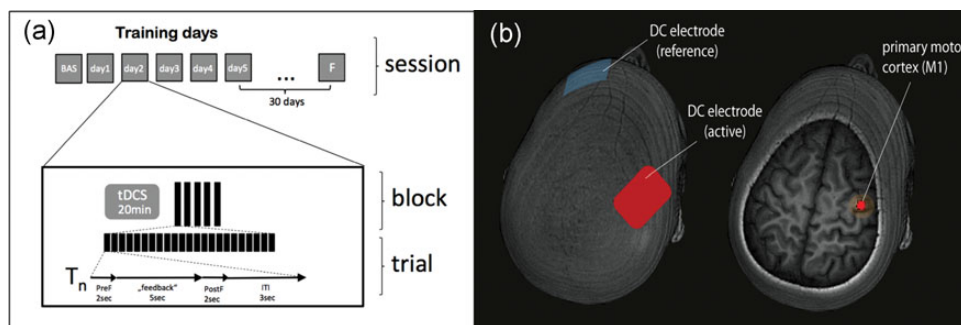 (a)
Training days
BAS day1 day2 day3 day4 day5 ... F
session
30 days
tDCS
20min
block
trial
Tn
PreF „feedback" PostF ITI
2sec 5sec 2sec 3sec
(b)
DC electrode
(reference)
DC electrode
(active)
primary moto
cortex (M1)